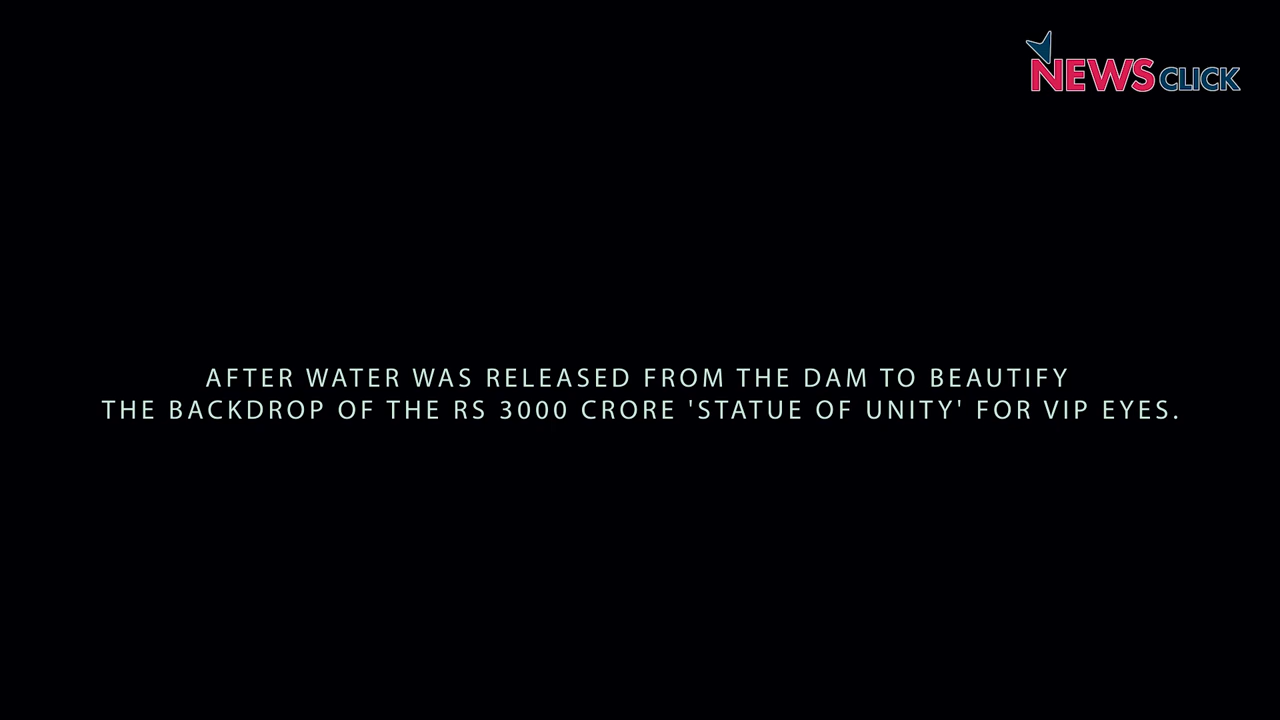 NEWSCLICK
AFTER WATER WAS RELEASED FROM THE DAM TO BEAUTIFY
THE BACKDROP OF THE RS 3000 CRORE 'STATUE OF UNITY' FOR VIP EYES.